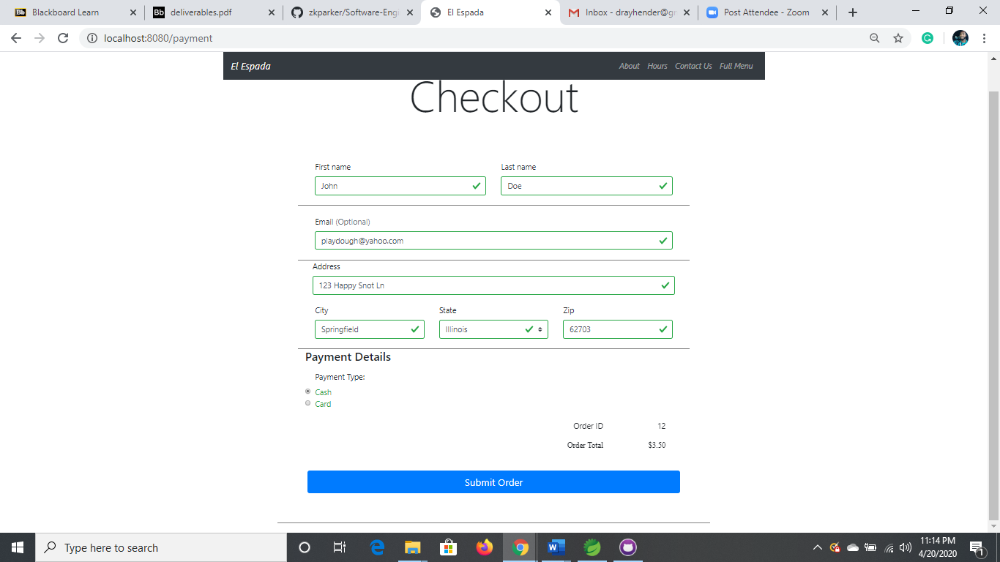 Blackboard Learn
deliverables.pdf
zkparker/Software-Engi
El Espada
Inbox - drayhender@gm
Post Attendee - Zoom
localhost:8080/payment
El Espada
About Hours Contact Us Full Menu
Checkout
First name
Last name
John
Doe
Email (Optional)
playdough@yahoo.com
Address
123 Happy Snot Ln
City
State
Zip
Springfield
Illinois
62703
Payment Details
Payment Type:
Cash
Card
Order ID 12
Order Total $3.50
Submit Order
Type here to search
11:14 PM
4/20/2020
1